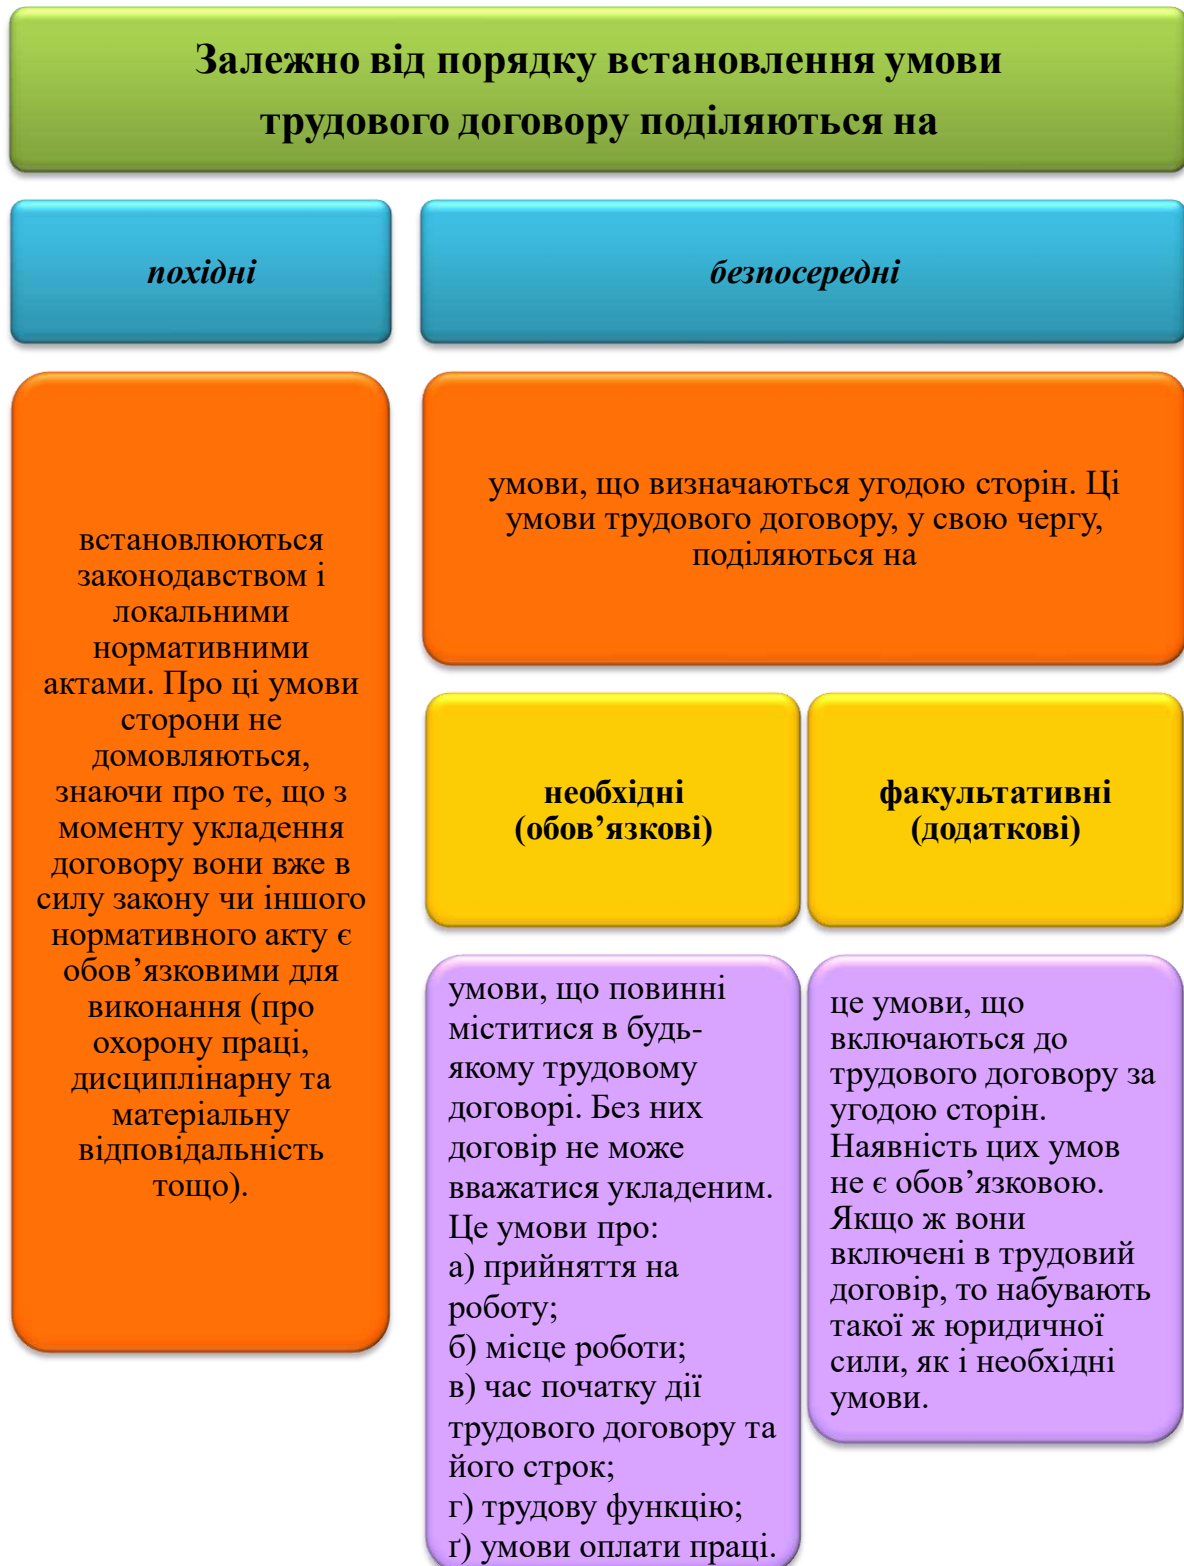 Залежно від порядку встановлення умови
трудового договору поділяються на
похідні
безпосередні
встановлюються
законодавством і
локальними
нормативними
актами. Про ці умови
сторони не
домовляються,
знаючи про те, що з
моменту укладення
договору вони вже в
силу закону чи іншого
нормативного акту є
обов’язковими для
виконання (про
охорону праці,
дисциплінарну та
матеріальну
відповідальність
тощо).
умови, що визначаються угодою сторін. Ці
умови трудового договору, у свою чергу,
поділяються на
необхідні
(обов’язкові)
факультативні
(додаткові)
умови, що повинні
міститися в будь-
якому трудовому
договорі. Без них
договір не може
вважатися укладеним.
Це умови про:
а) прийняття на
роботу;
б) місце роботи;
в) час початку дії
трудового договору та
його строк;
г) трудову функцію;
ґ) умови оплати праці.
це умови, що
включаються до
трудового договору за
угодою сторін.
Наявність цих умов
не є обов’язковою.
Якщо ж вони
включені в трудовий
договір, то набувають
такої ж юридичної
сили, як і необхідні
умови.